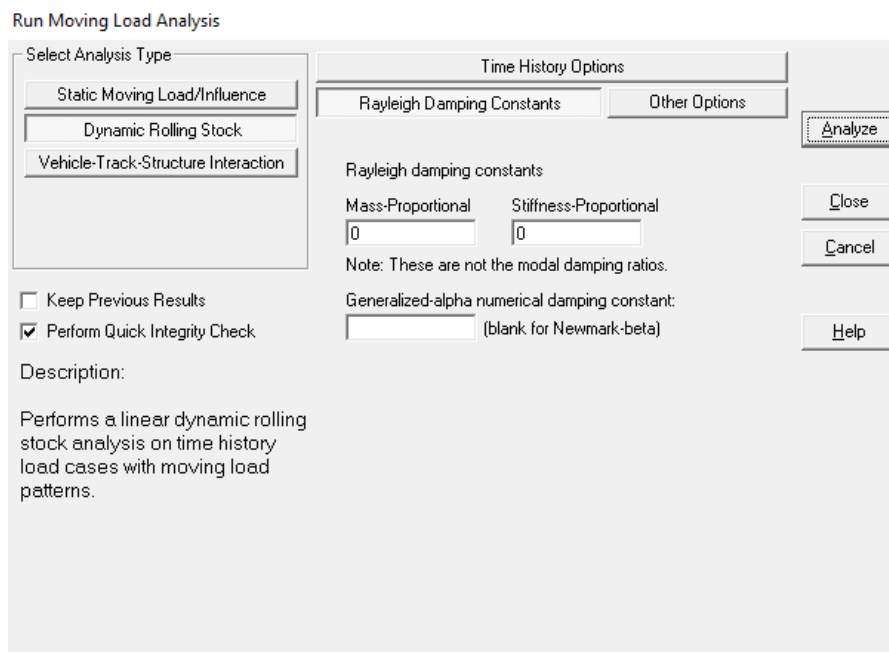 Run Moving Load Analysis
Select Analysis Type
Static Moving Load/Influence
Dynamic Rolling Stock
Vehicle-Track-Structure Interaction
Keep Previous Results
Perform Quick Integrity Check
Description:
Performs a linear dynamic rolling
stock analysis on time history
load cases with moving load
patterns.
Time History Options
Rayleigh Damping Constants
Other Options
Rayleigh damping constants
Mass-Proportional
Stiffness-Proportional
0
0
Note: These are not the modal damping ratios.
Generalized-alpha numerical damping constant:
(blank for Newmark-beta)
Analyze
Close
Cancel
Help